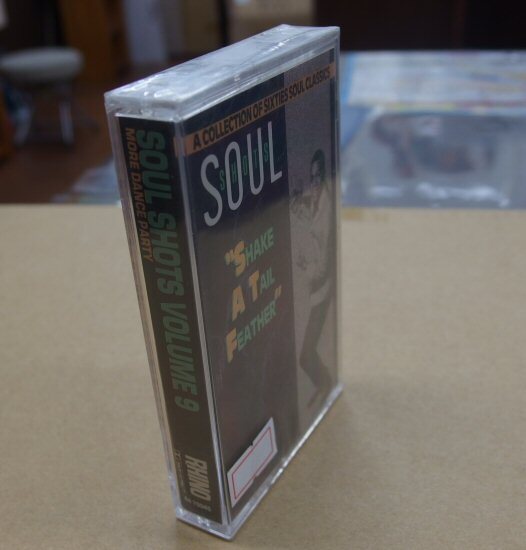 A COLLECTION OF SIXTIES SOUL CLASSICS
SOUL
SHOTS
"SHAKE
A TAIL
FEATHER"
SOUL SHOTS VOLUME 9
MORE DANCE PARTY
RHINO